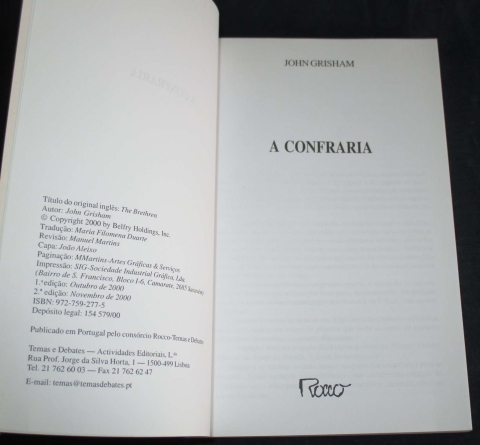 Título do original inglês: The Brethren
Autor: John Grisham
© Copyright 2000 by Belfry Holdings, Inc.
Tradução: Maria Filomena Duarte
Revisão: Manuel Martins
Capa: João Aleixo
Paginação: MMartins-Artes Gráficas & Serviços
Impressão: SIG-Sociedade Industrial Gráfica, Lda.
(Bairro de S. Francisco, Bloco 1-6, Camarate, 2685
1.ª edição: Outubro de 2000
2.ª edição: Novembro de 2000
ISBN: 972-759-277-5
Depósito legal: 154 579/00
Publicado em Portugal pelo consórcio Rocco-Temas e Debates
Temas e Debates — Actividades Editoriais, L.da
Rua Prof. Jorge da Silva Horta, 1 — 1500-499 Lisboa
Tel. 21 762 60 03 — Fax 21 762 62 47
E-mail: temas@temasdebates.pt
JOHN GRISHAM
A CONFRARIA
Rocco